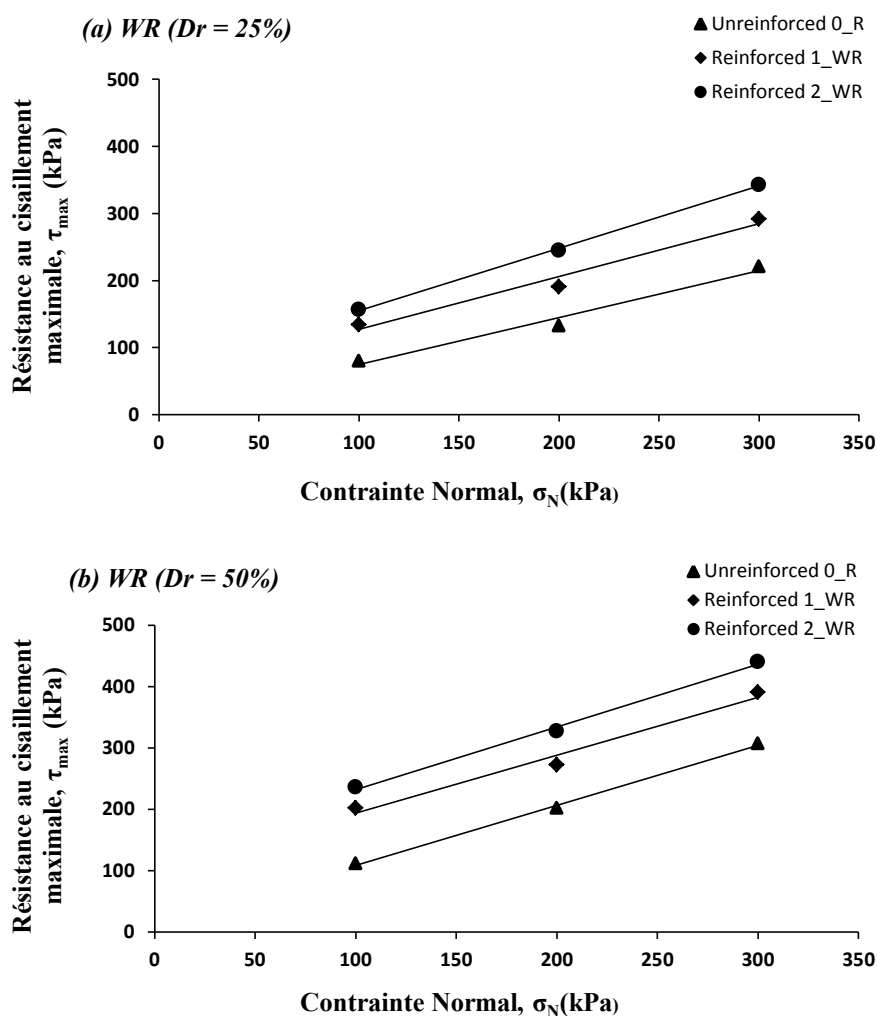 (a) WR (Dr = 25%)
Unreinforced 0_R
Reinforced 1_WR
Reinforced 2_WR
Résistance au cisaillement
maximale, τmax (kPa)
500
400
300
200
100
0
0 50 100 150 200 250 300 350
Contrainte Normal, σN(kPa)
(b) WR (Dr = 50%)
Unreinforced 0_R
Reinforced 1_WR
Reinforced 2_WR
Résistance au cisaillement
maximale, τmax (kPa)
500
400
300
200
100
0
0 50 100 150 200 250 300 350
Contrainte Normal, σN(kPa)